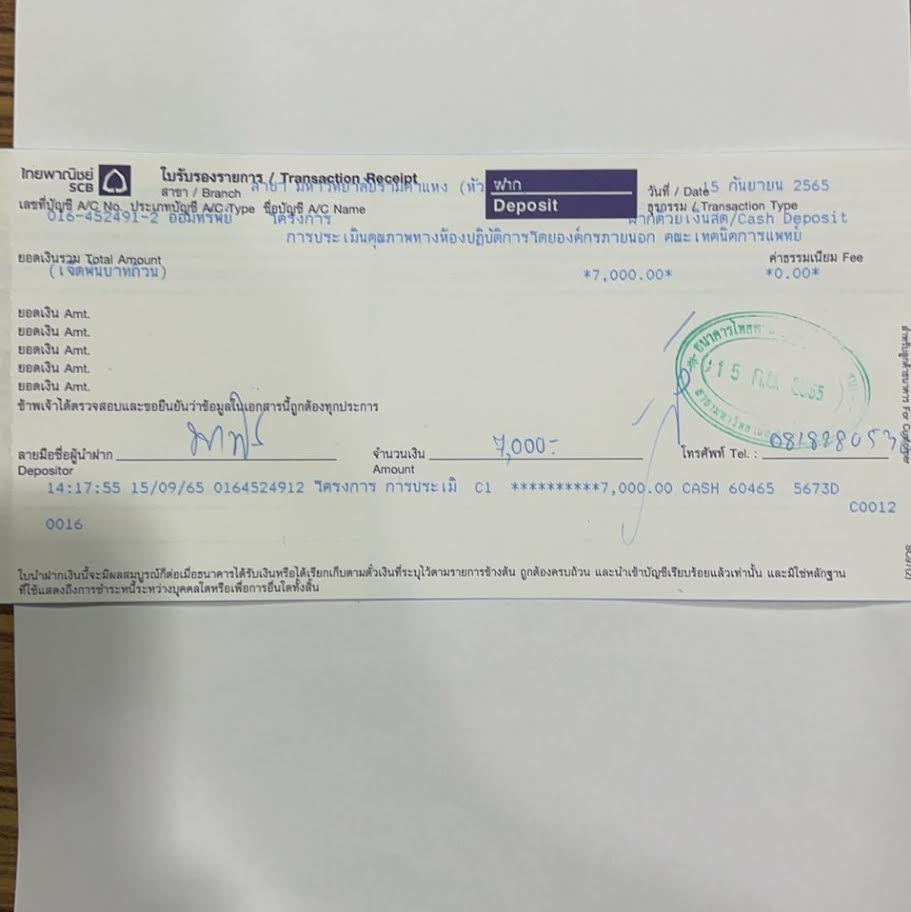 ไทยพาณิชย์
SCB
ใบรับรองรายการ / Transaction Receipt
ฝาก
Deposit
สาขา / Branch สาขา มหาวิทยาลัยรามคำแหง (หัว
วันที่ / Date 15 กันยายน 2565
เลขที่บัญชี A/C No. ประเภทบัญชี A/C Type ชื่อบัญชี A/C Name
ธุรกรรม / Transaction Type
016-452491-2 ออมทรัพย์ โครงการ
ฝากด้วยเงินสด/Cash Deposit
การประเมินคุณภาพทางห้องปฏิบัติการโดยองค์กรภายนอก คณะเทคนิคการแพทย์
ยอดเงินรวม Total Amount
ค่าธรรมเนียม Fee
(เจ็ดพันบาทถ้วน) *7,000.00* *0.00*
ยอดเงิน Amt.
ยอดเงิน Amt.
ยอดเงิน Amt.
ยอดเงิน Amt.
ยอดเงิน Amt.
ข้าพเจ้าได้ตรวจสอบและขอยืนยันว่าข้อมูลในเอกสารนี้ถูกต้องทุกประการ
15 ก.ย. 2565
ลายมือชื่อผู้นำฝาก
Depositor
จำนวนเงิน 7,000.-
Amount
โทรศัพท์ Tel. :
14:17:55 15/09/65 0164524912 โครงการ การประเมิ C1 **********7,000.00 CASH 60465 5673D
C0012
0016
ใบนำฝากเงินนี้จะมีผลสมบูรณ์ก็ต่อเมื่อธนาคารได้รับเงินหรือได้เรียกเก็บตามตั๋วเงินที่ระบุไว้ตามรายการข้างต้น ถูกต้องครบถ้วน และนำเข้าบัญชีเรียบร้อยแล้วเท่านั้น และมิใช่หลักฐาน
ที่ใช้แสดงถึงการชำระหนี้ระหว่างบุคคลใดหรือเพื่อการอื่นใดทั้งสิ้น
สำหรับลูกค้าธนาคาร For Customer